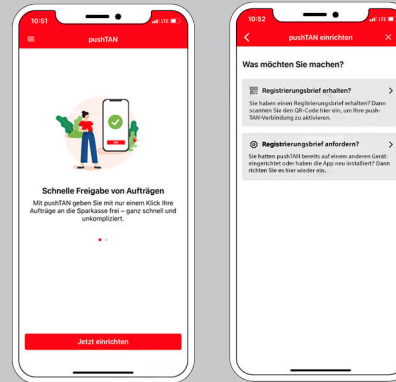 10:51
LTE
pushTAN
Schnelle Freigabe von Aufträgen
Mit pushTAN geben Sie mit nur einem Klick Ihre
Aufträge an die Sparkasse frei – ganz schnell und
unkompliziert.
Jetzt einrichten
10:52
LTE
pushTAN einrichten
Was möchten Sie machen?
Registrierungsbrief erhalten?
Sie haben einen Regitrierungsbrief erhalten? Dann
scannen Sie den QR-Code hier ein, um Ihre push-
TAN-Verbindung zu aktivieren.
Registrierungsbrief anfordern?
Sie hatten pushTAN bereits auf einem anderen Gerät
eingerichtet oder haben die App neu installiert? Dann
richten Sie es hier wieder ein.